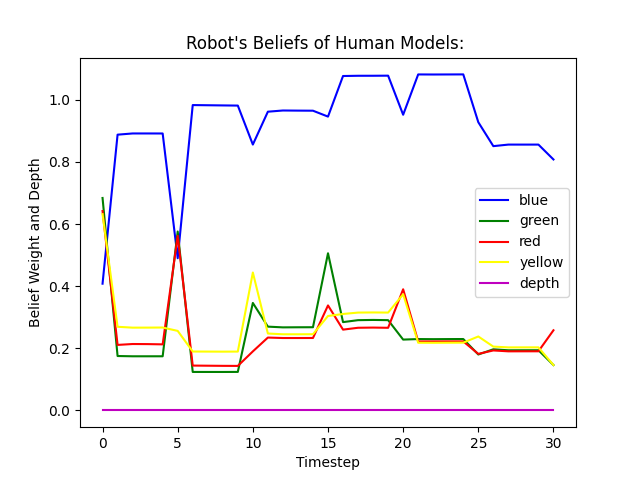 Robot's Beliefs of Human Models:
Belief Weight and Depth
1.0
0.8
0.6
0.4
0.2
0.0
blue
green
red
yellow
depth
0 5 10 15 20 25 30
Timestep